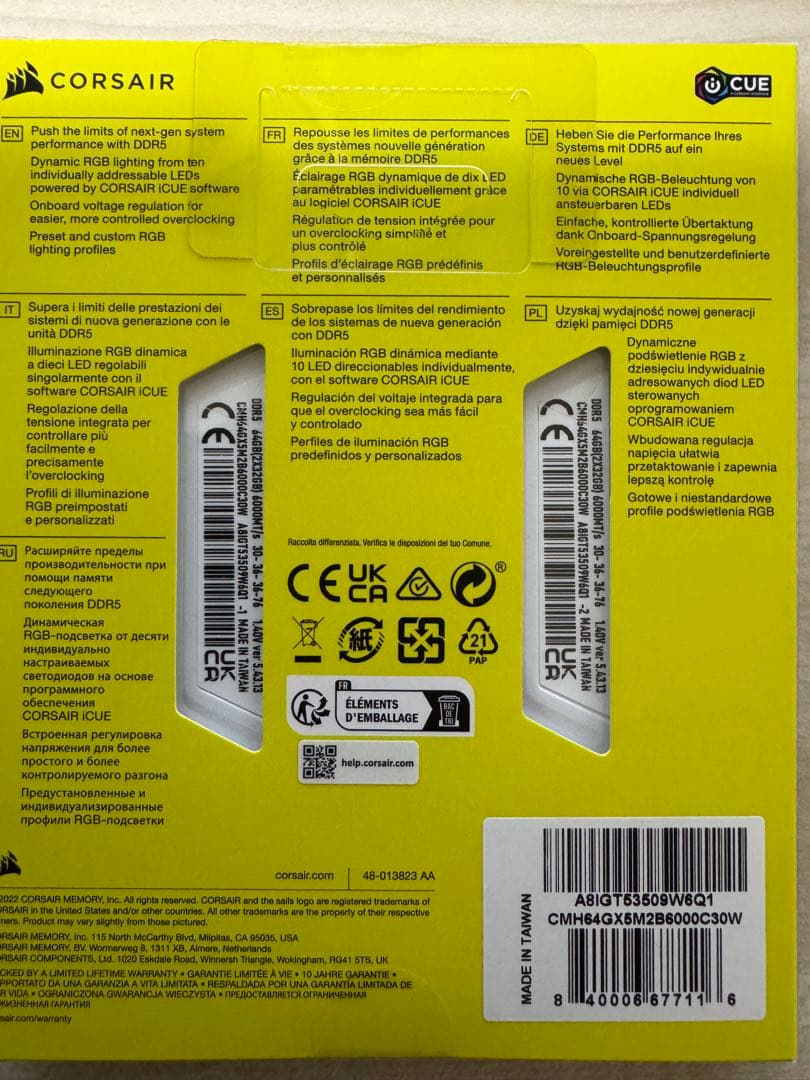 CORSAIR
iCUE
EN
Push the limits of next-gen system
performance with DDR5
Dynamic RGB lighting from ten
individually addressable LEDs
powered by CORSAIR iCUE software
Onboard voltage regulation for
easier, more controlled overclocking
Preset and custom RGB
lighting profiles
FR
Repousse les limites de performances
des systèmes nouvelle génération
grâce à la mémoire DDR5
Éclairage RGB dynamique de dix LED
paramétrables individuellement grâce
au logiciel CORSAIR iCUE
Régulation de tension intégrée pour
un overclocking simplifié et
plus contrôlé
Profils d'éclairage RGB prédéfinis
et personnalisés
DE
Heben Sie die Performance Ihres
Systems mit DDR5 auf ein
neues Level
Dynamische RGB-Beleuchtung von
10 via CORSAIR iCUE individuell
ansteuerbaren LEDs
Einfache, kontrollierte Übertaktung
dank Onboard-Spannungsregelung
Voreingestellte und benutzerdefinierte
RGB-Beleuchtungsprofile
IT
Supera i limiti delle prestazioni dei
sistemi di nuova generazione con le
unità DDR5
Illuminazione RGB dinamica
a dieci LED regolabili
singolarmente con il
software CORSAIR iCUE
Regolazione della
tensione integrata per
controllare più
facilmente e
precisamente
l'overclocking
Profili di illuminazione
RGB preimpostati
e personalizzati
ES
Sobrepase los límites del rendimiento
de los sistemas de nueva generación
con DDR5
Iluminación RGB dinámica mediante
10 LED direccionables individualmente,
con el software CORSAIR iCUE
Regulación del voltaje integrada para
que el overclocking sea más fácil
y controlado
Perfiles de iluminación RGB
predefinidos y personalizados
PL
Uzyskaj wydajność nowej generacji
dzięki pamięci DDR5
Dynamiczne
podświetlenie RGB z
dziesięciu indywidualnie
adresowanych diod LED
sterowanych
oprogramowaniem
CORSAIR iCUE
Wbudowana regulacja
napięcia ułatwia
przetaktowanie i zapewnia
lepszą kontrolę
Gotowe i niestandardowe
profile podświetlenia RGB
RU
Расширяйте пределы
производительности при
помощи памяти
следующего
поколения DDR5
Динамическая
RGB-подсветка от десяти
индивидуально
настраиваемых
светодиодов на основе
программного
обеспечения
CORSAIR iCUE
Встроенная регулировка
напряжения для более
простого и более
контролируемого разгона
Предустановленные и
индивидуализированные
профили RGB-подсветки
DDR5 64GB(2X32GB) 6000MT/s 30-36-36-76 1.40V ver 5.43.13
CMH64GX5M2B6000C30W A8IGT53509W6Q1 -1 MADE IN TAIWAN
CE
UK
CA
DDR5 64GB(2X32GB) 6000MT/s 30-36-36-76 1.40V ver 5.43.13
CMH64GX5M2B6000C30W A8IGT53509W6Q1 -2 MADE IN TAIWAN
CE
UK
CA
Raccolta differenziata. Verifica le disposizioni del tuo Comune.
CE
UK
CA
®
紙
21
PAP
FR
ÉLÉMENTS
D'EMBALLAGE
BAC
DE
TRI
help.corsair.com
corsair.com
48-013823 AA
2022 CORSAIR MEMORY, Inc. All rights reserved. CORSAIR and the sails logo are registered trademarks of
RSAIR in the United States and/or other countries. All other trademarks are the property of their respective
ners. Product may vary slightly from those pictured.
RSAIR MEMORY, Inc. 115 North McCarthy Blvd, Milpitas, CA 95035, USA
RSAIR MEMORY, BV. Wormerweg 8, 1311 XB, Almere, Netherlands
RSAIR COMPONENTS, Ltd. 1020 Eskdale Road, Winnersh Triangle, Wokingham, RG41 5TS, UK
CKED BY A LIMITED LIFETIME WARRANTY • GARANTIE LIMITÉE À VIE • 10 JAHRE GARANTIE •
PPORTATO DA UNA GARANZIA A VITA LIMITATA • RESPALDADA POR UNA GARANTÍA LIMITADA DE
R VIDA • OGRANICZONA GWARANCJA WIECZYSTA • ПРЕДОСТАВЛЯЕТСЯ ОГРАНИЧЕННАЯ
ЖИЗНЕННАЯ ГАРАНТИЯ
sair.com/warranty
MADE IN TAIWAN
A8IGT53509W6Q1
CMH64GX5M2B6000C30W
8 40006 67711 6